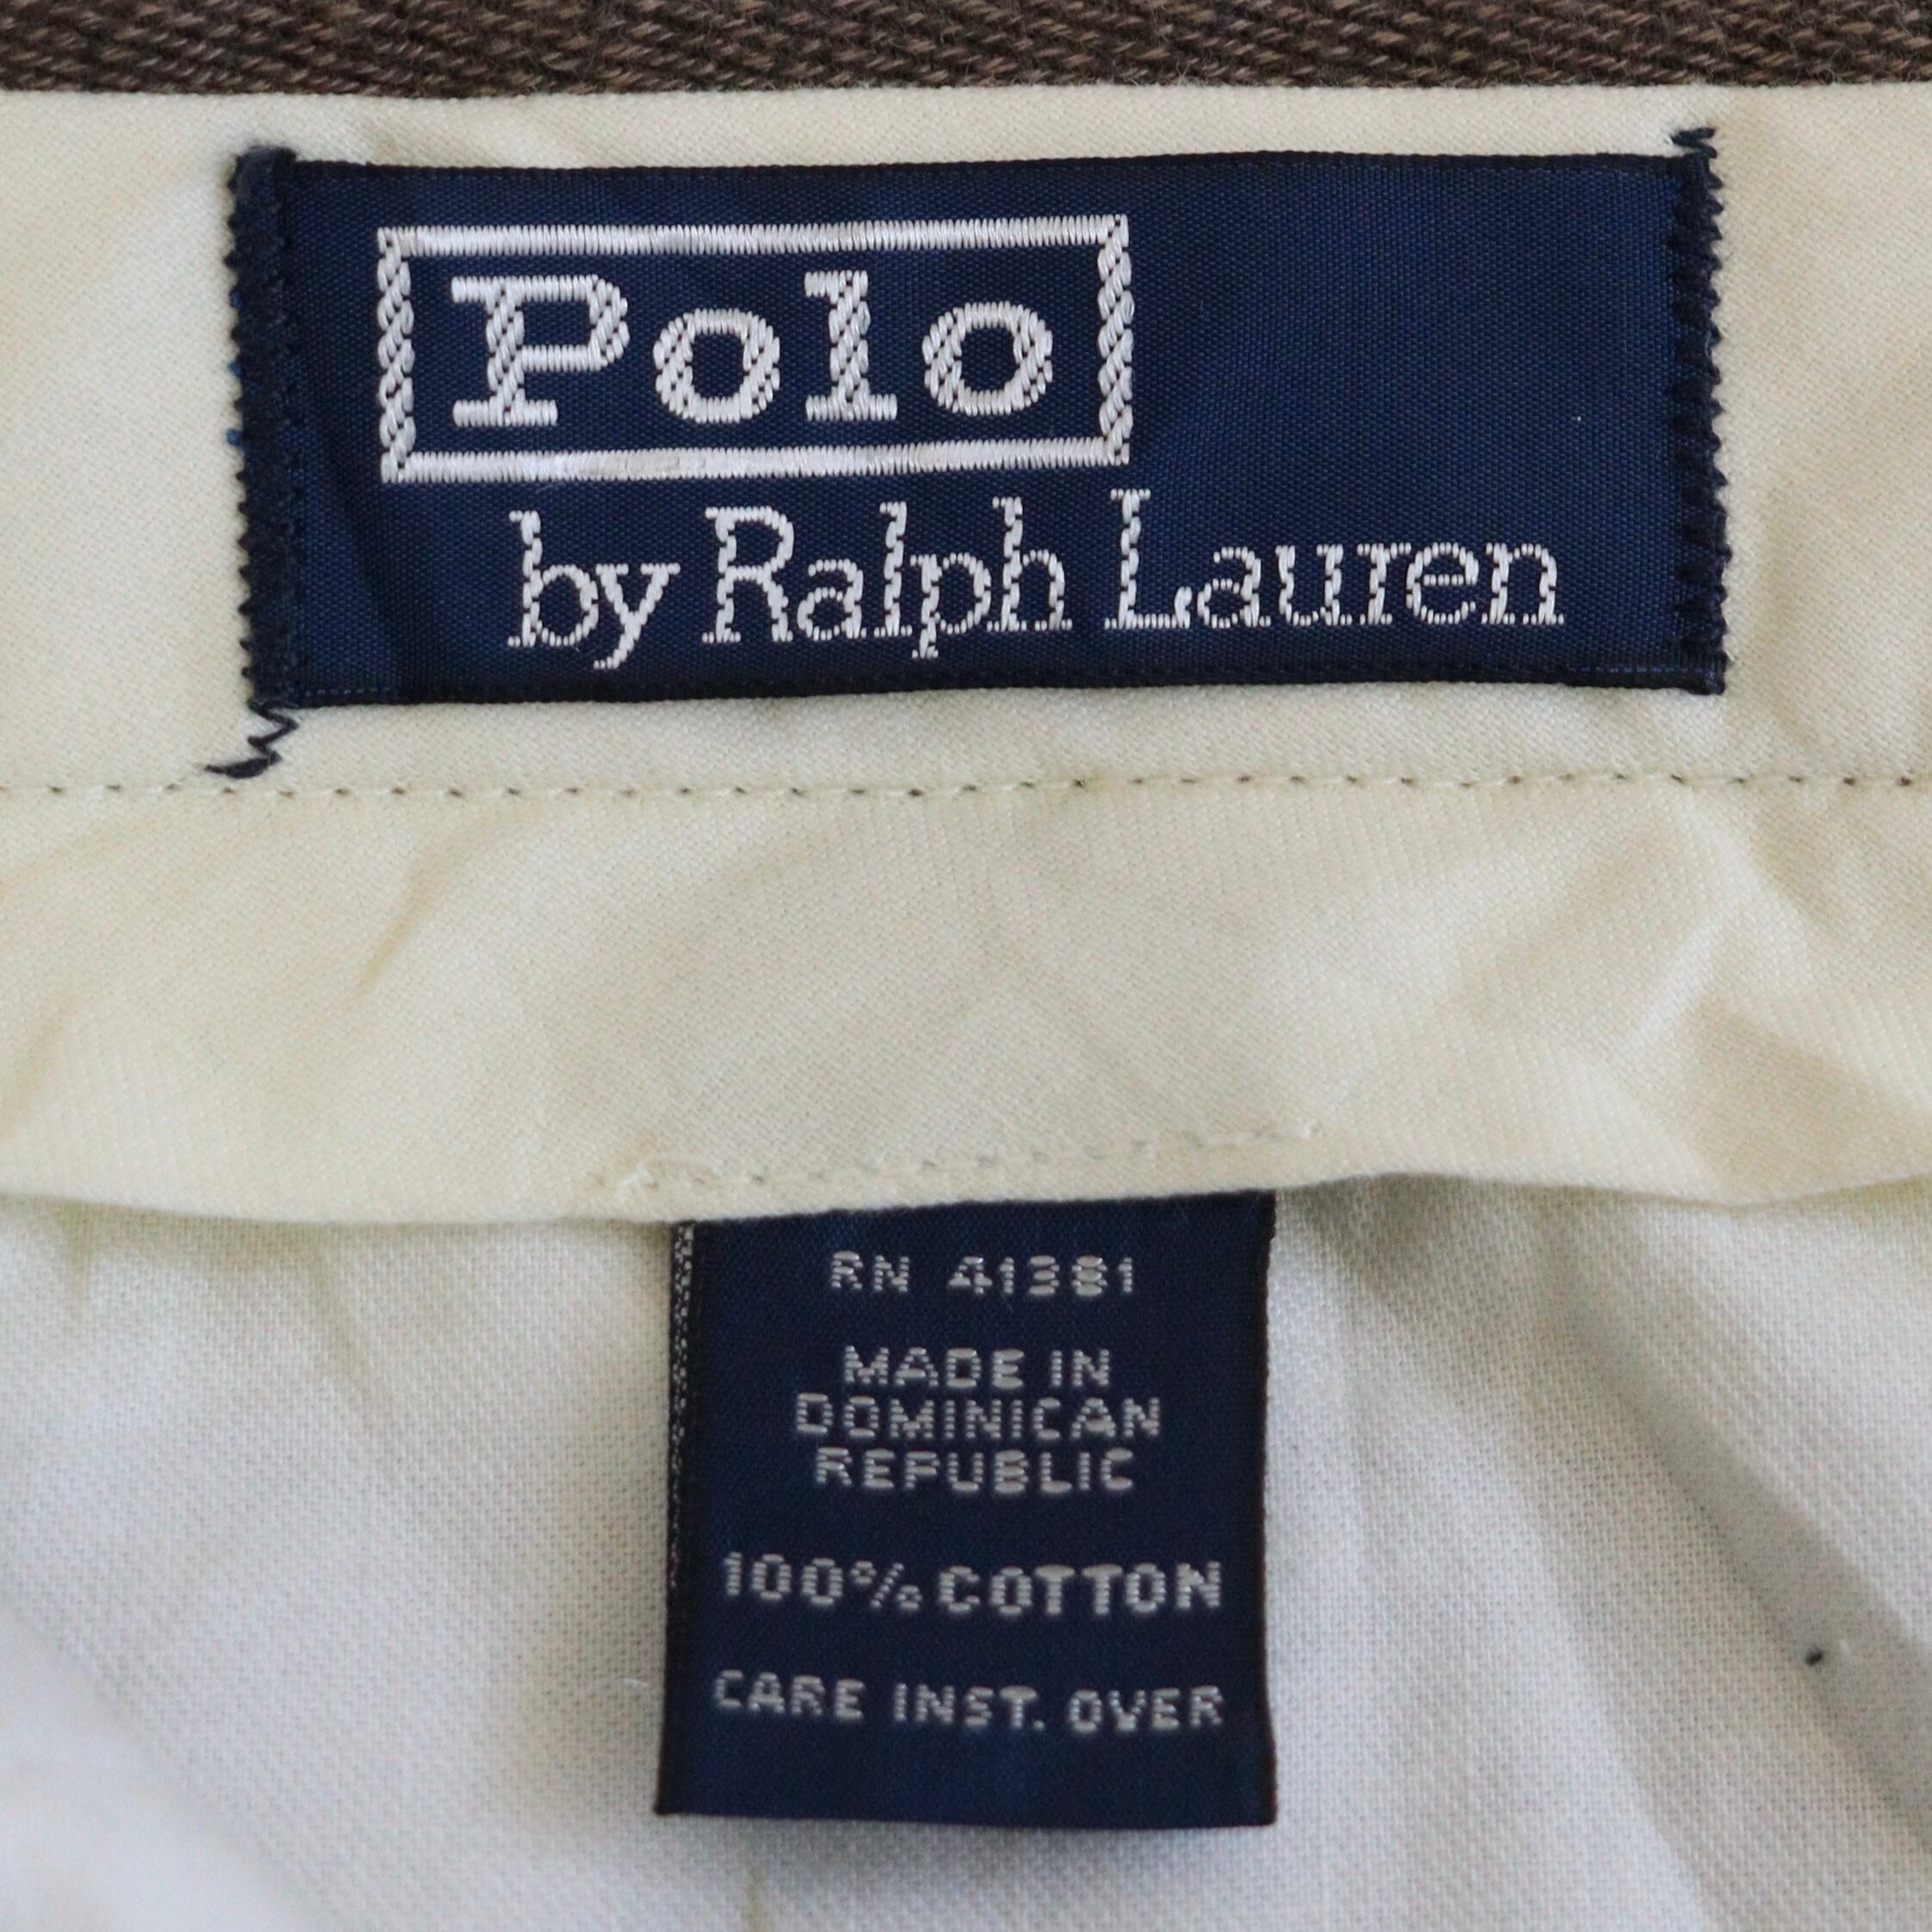 Polo
by Ralph Lauren
RN 41381
MADE IN
DOMINICAN
REPUBLIC
100% COTTON
CARE INST. OVER